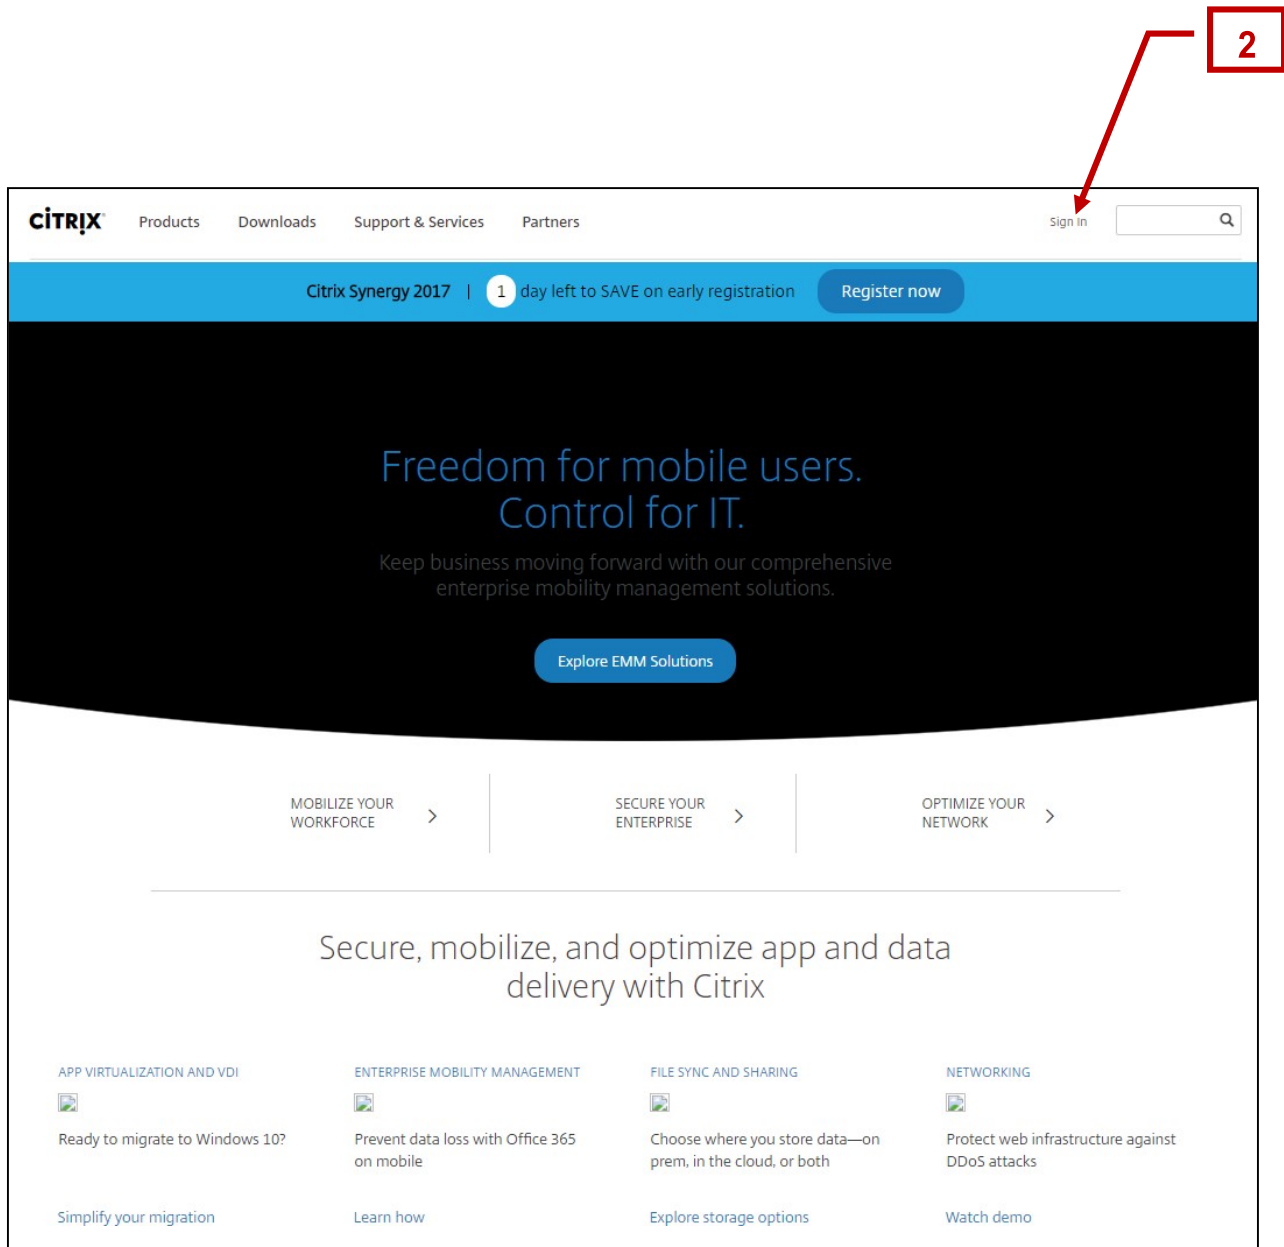 2
CİTRIX Products Downloads Support & Services Partners Sign In
Citrix Synergy 2017 | 1 day left to SAVE on early registration Register now
Freedom for mobile users.
Control for IT.
Keep business moving forward with our comprehensive
enterprise mobility management solutions.
Explore EMM Solutions
MOBILIZE YOUR
WORKFORCE
SECURE YOUR
ENTERPRISE
OPTIMIZE YOUR
NETWORK
Secure, mobilize, and optimize app and data
delivery with Citrix
APP VIRTUALIZATION AND VDI
Ready to migrate to Windows 10?
Simplify your migration
ENTERPRISE MOBILITY MANAGEMENT
Prevent data loss with Office 365
on mobile
Learn how
FILE SYNC AND SHARING
Choose where you store data—on
prem, in the cloud, or both
Explore storage options
NETWORKING
Protect web infrastructure against
DDoS attacks
Watch demo